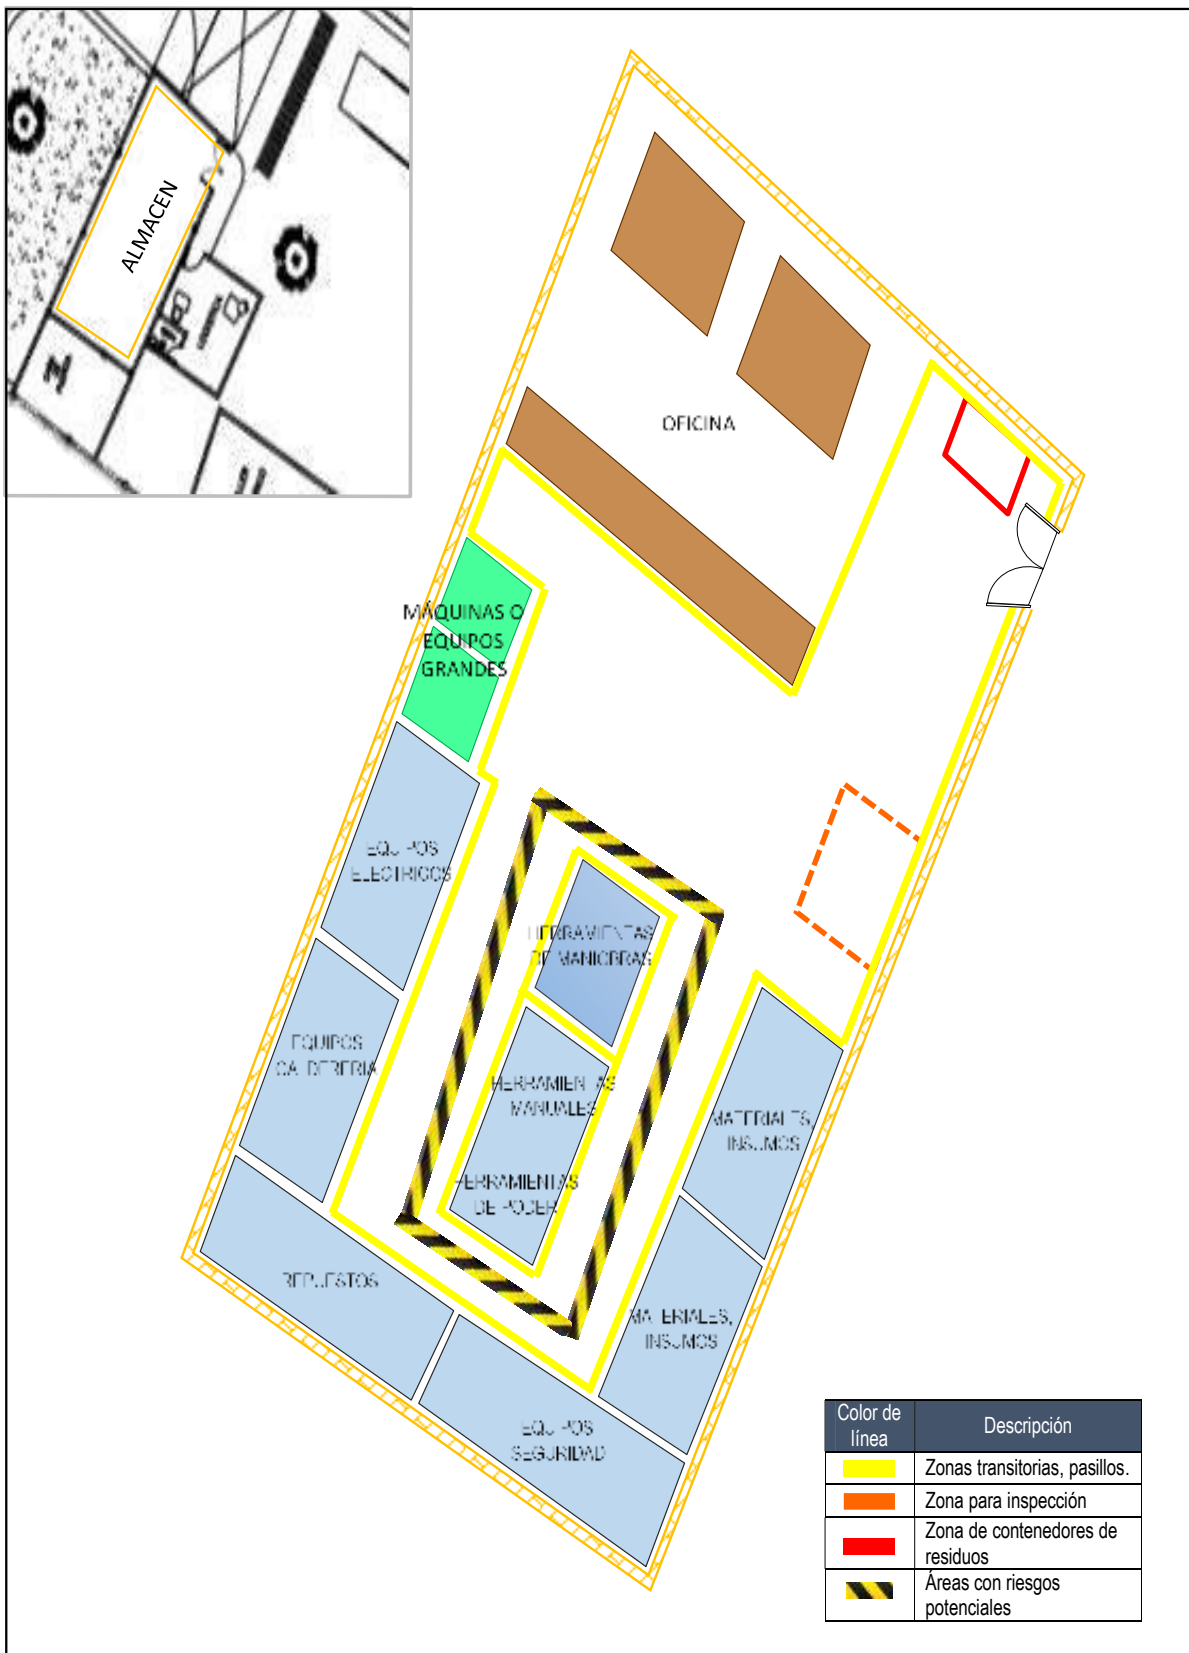 ALMACEN
OFICINA
MÁQUINAS O
EQUIPOS
GRANDES
EQUIPOS
ELECTRICOS
HERRAMIENTAS
DE MANIOBRAS
EQUIPOS
CALDERERIA
HERRAMIENTAS
MANUALES
MATERIALES,
INSUMOS
HERRAMIENTAS
DE PODER
REPUESTOS
MATERIALES,
INSUMOS
EQUIPOS
SEGURIDAD
Color de
línea
Descripción
Zonas transitorias, pasillos.
Zona para inspección
Zona de contenedores de
residuos
Áreas con riesgos
potenciales